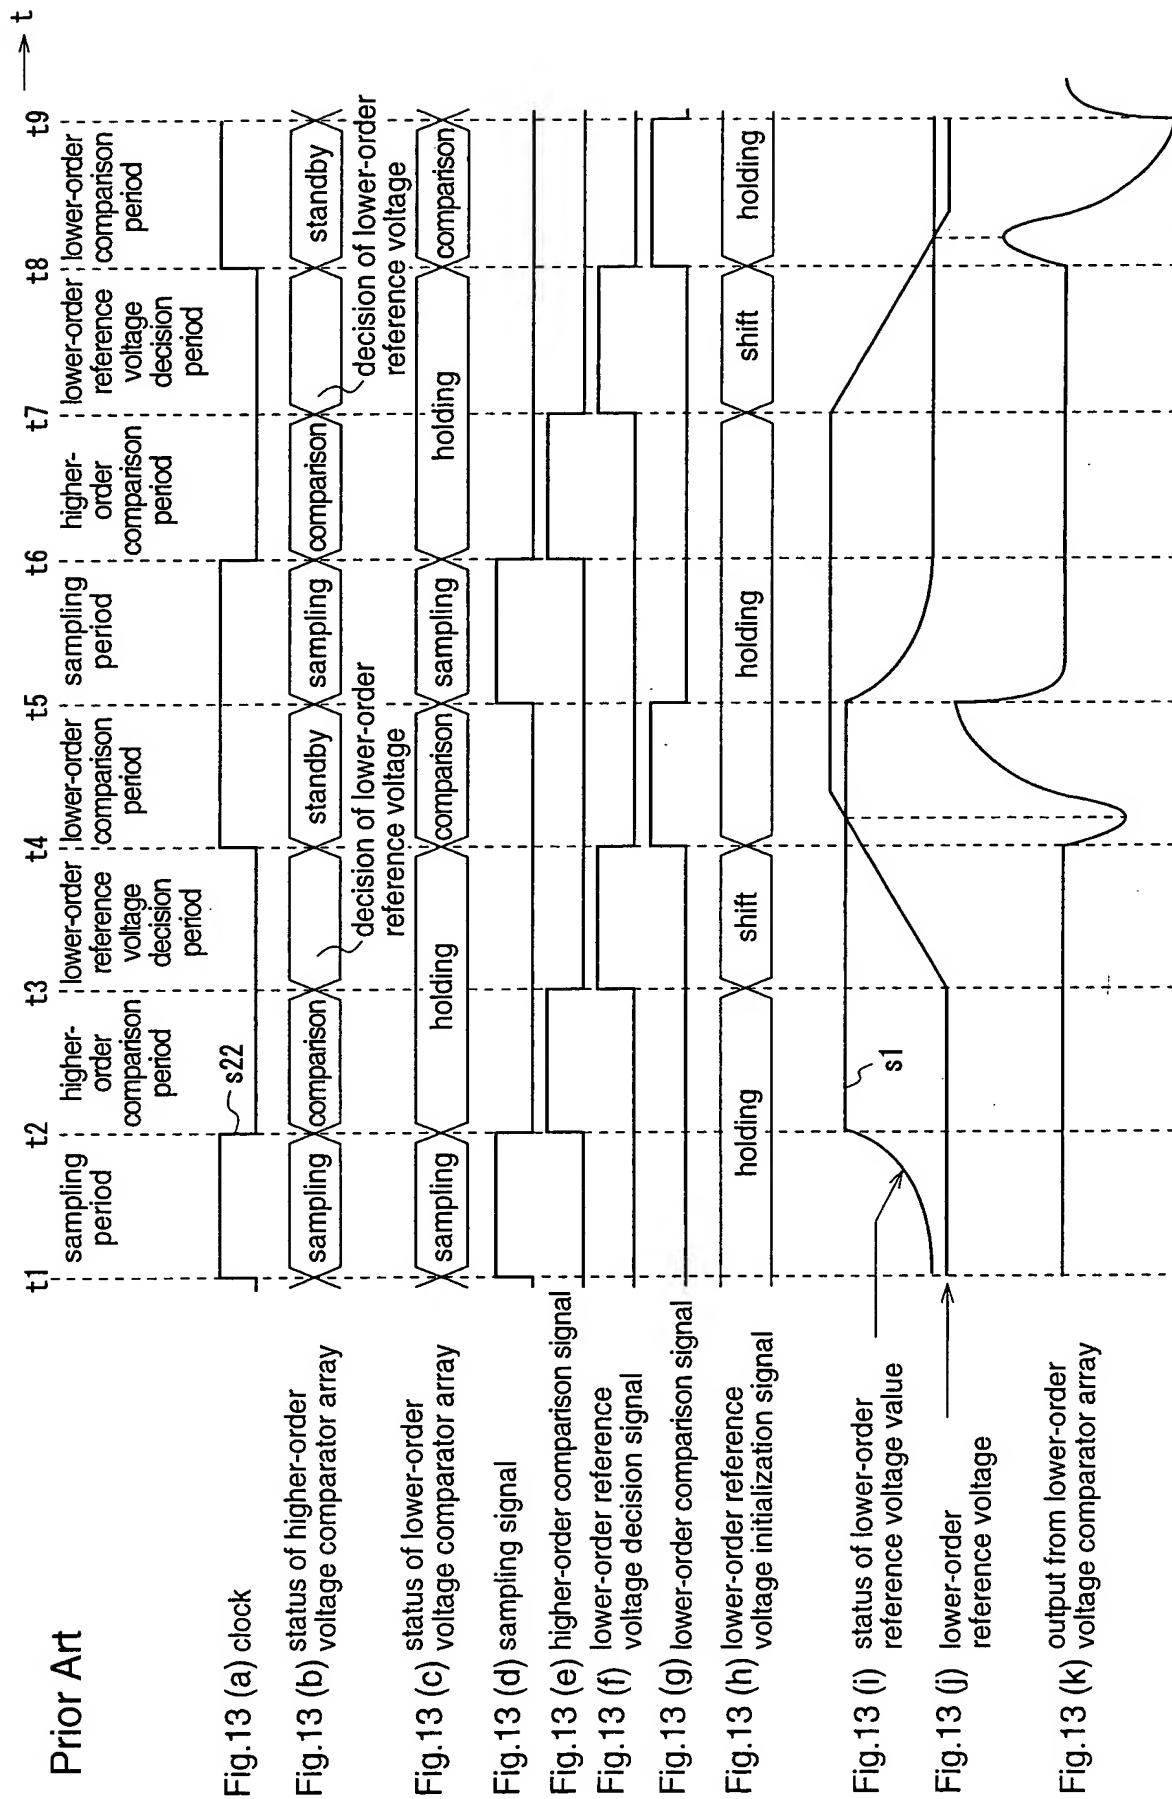 Prior Art
t
t1
t2
t3
t4
t5
t6
t7
t8
t9
sampling
period
higher-
order
comparison
period
lower-order
reference
voltage
decision
period
lower-order
comparison
period
sampling
period
higher-
order
comparison
period
lower-order
reference
voltage
decision
period
lower-order
comparison
period
Fig.13 (a) clock
s22
Fig.13 (b) status of higher-order
voltage comparator array
sampling
comparison
standby
sampling
comparison
standby
decision of lower-order
reference voltage
decision of lower-order
reference voltage
Fig.13 (c) status of lower-order
voltage comparator array
sampling
holding
comparison
sampling
holding
comparison
Fig.13 (d) sampling signal
Fig.13 (e) higher-order comparison signal
Fig.13 (f) lower-order reference
voltage decision signal
Fig.13 (g) lower-order comparison signal
Fig.13 (h) lower-order reference
voltage initialization signal
holding
shift
holding
shift
holding
Fig.13 (i) status of lower-order
reference voltage value
s1
Fig.13 (j) lower-order
reference voltage
Fig.13 (k) output from lower-order
voltage comparator array